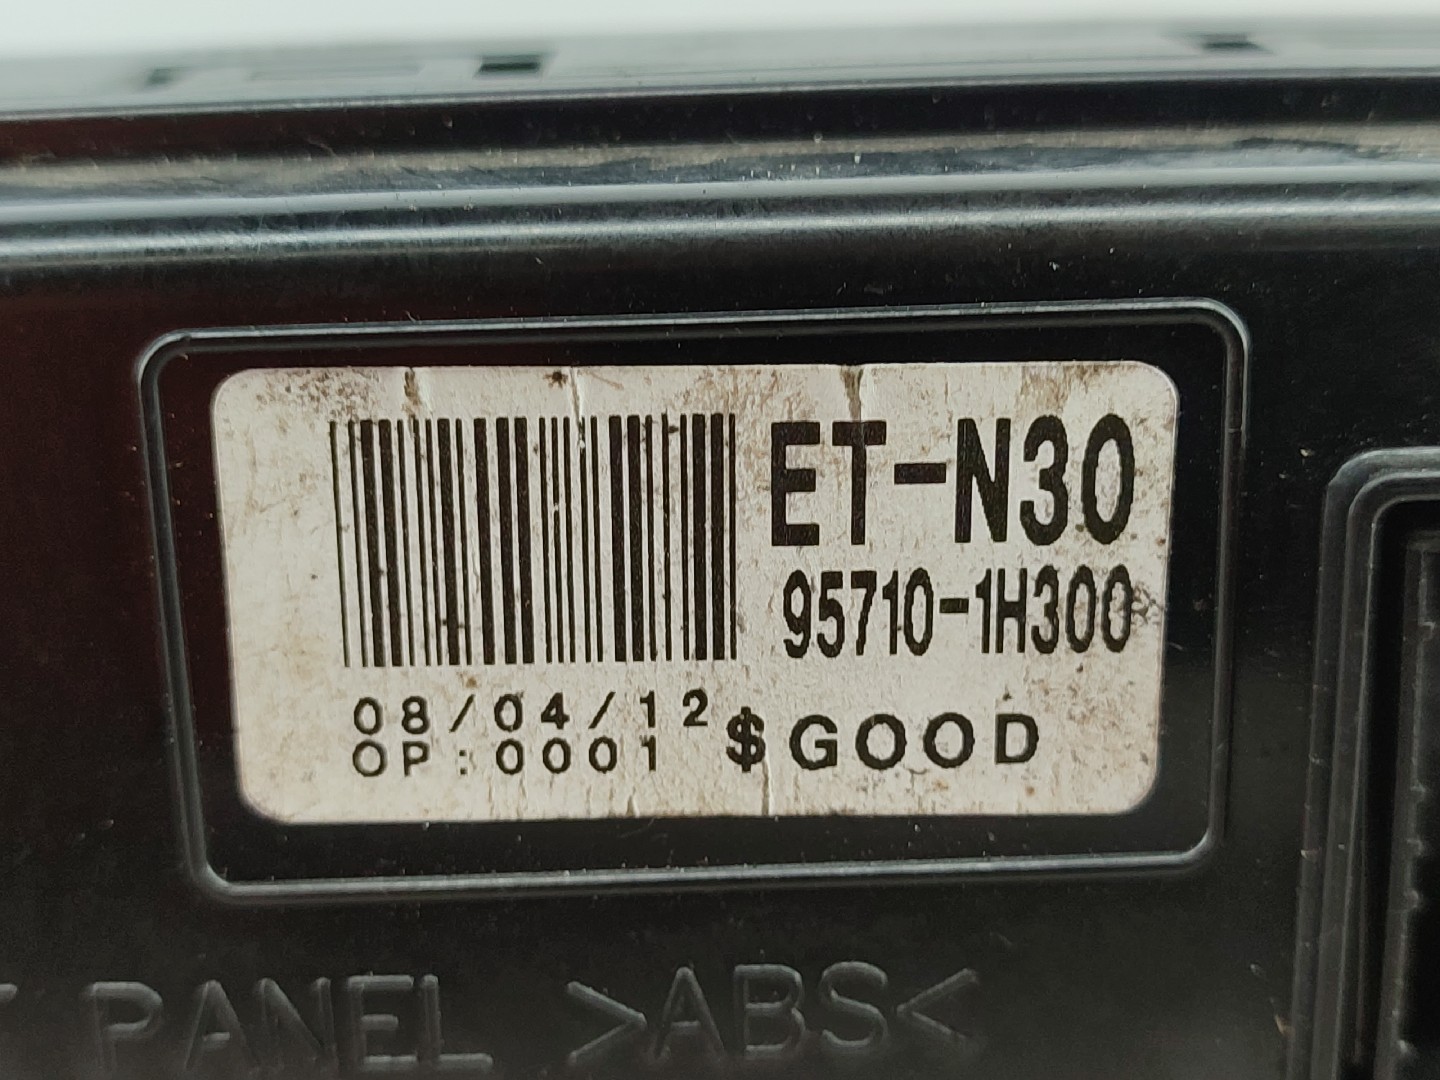 ET-N30
95710-1H300
08/04/12
OP:0001 $GOOD
PANEL >ABS<